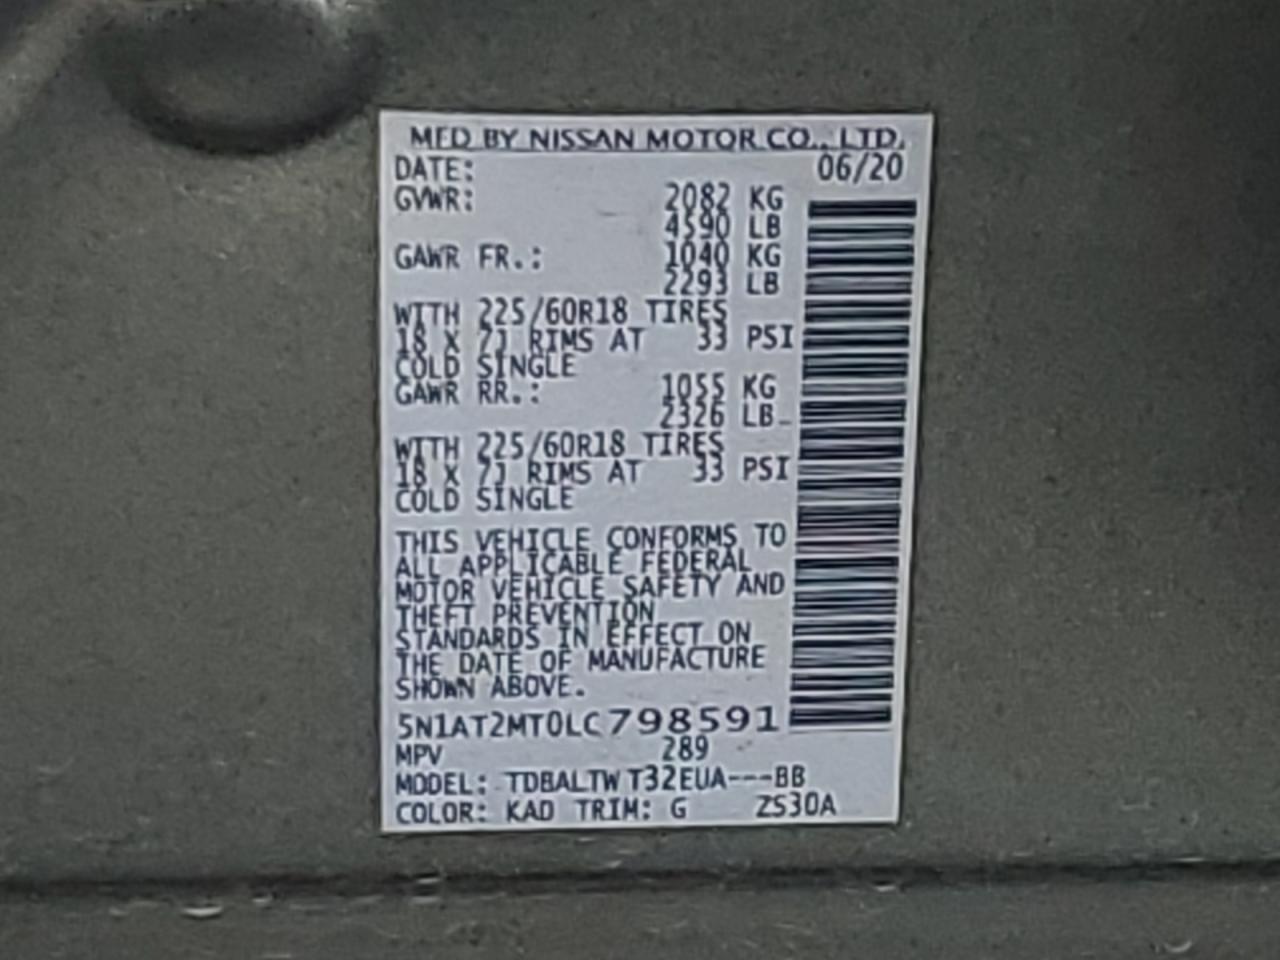 MFD BY NISSAN MOTOR CO., LTD.
DATE: 06/20
GVWR: 2082 KG
4590 LB
GAWR FR.: 1040 KG
2293 LB
WITH 225/60R18 TIRES
18 X 7J RIMS AT 33 PSI
COLD SINGLE
GAWR RR.: 1055 KG
2326 LB
WITH 225/60R18 TIRES
18 X 7J RIMS AT 33 PSI
COLD SINGLE
THIS VEHICLE CONFORMS TO
ALL APPLICABLE FEDERAL
MOTOR VEHICLE SAFETY AND
THEFT PREVENTION
STANDARDS IN EFFECT ON
THE DATE OF MANUFACTURE
SHOWN ABOVE.
5N1AT2MT0LC798591
MPV 289
MODEL: TDBALTWT32EUA---BB
COLOR: KAD TRIM: G ZS30A